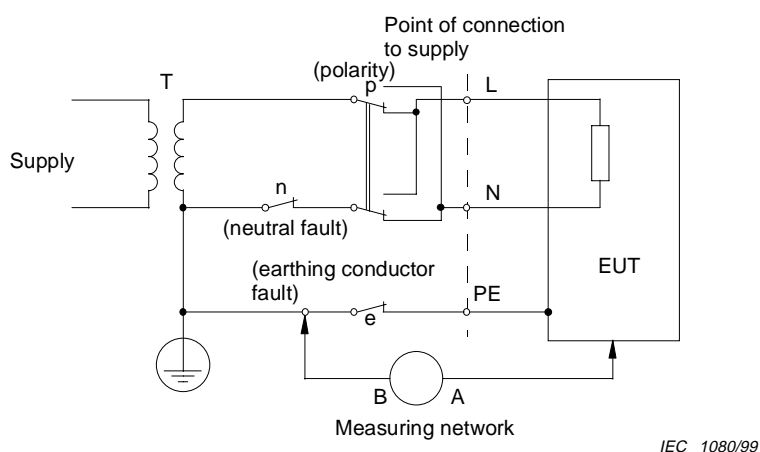 Point of connection
to supply
(polarity)
T
p
L
Supply
n
N
(neutral fault)
EUT
(earthing conductor
fault)
PE
e
B
A
Measuring network
IEC 1080/99